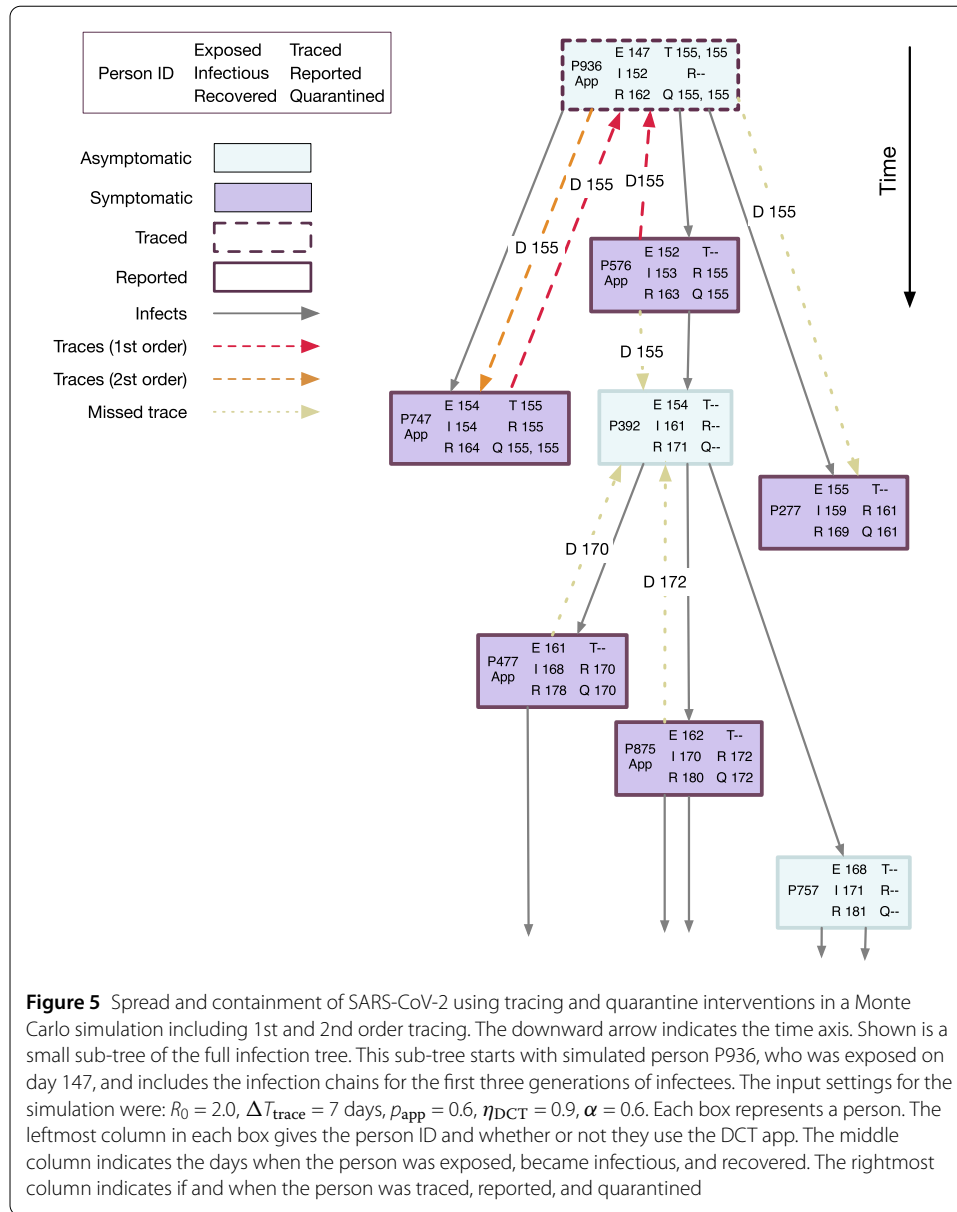 Person ID
Exposed Traced
Infectious Reported
Recovered Quarantined
Asymptomatic
Symptomatic
Traced
Reported
Infects
Traces (1st order)
Traces (2st order)
Missed trace
Time
P936
App
E 147 T 155, 155
I 152 R--
R 162 Q 155, 155
D 155
D155
D 155
D 155
P576
App
E 152 T--
I 153 R 155
R 163 Q 155
D 155
P747
App
E 154 T 155
I 154 R 155
R 164 Q 155, 155
P392
E 154 T--
I 161 R--
R 171 Q--
P277
E 155 T--
I 159 R 161
R 169 Q 161
D 170
D 172
P477
App
E 161 T--
I 168 R 170
R 178 Q 170
P875
App
E 162 T--
I 170 R 172
R 180 Q 172
P757
E 168 T--
I 171 R--
R 181 Q--
Figure 5 Spread and containment of SARS-CoV-2 using tracing and quarantine interventions in a Monte
Carlo simulation including 1st and 2nd order tracing. The downward arrow indicates the time axis. Shown is a
small sub-tree of the full infection tree. This sub-tree starts with simulated person P936, who was exposed on
day 147, and includes the infection chains for the first three generations of infectees. The input settings for the
simulation were: R0 = 2.0, ΔTtrace = 7 days, papp = 0.6, ηDCT = 0.9, α = 0.6. Each box represents a person. The
leftmost column in each box gives the person ID and whether or not they use the DCT app. The middle
column indicates the days when the person was exposed, became infectious, and recovered. The rightmost
column indicates if and when the person was traced, reported, and quarantined